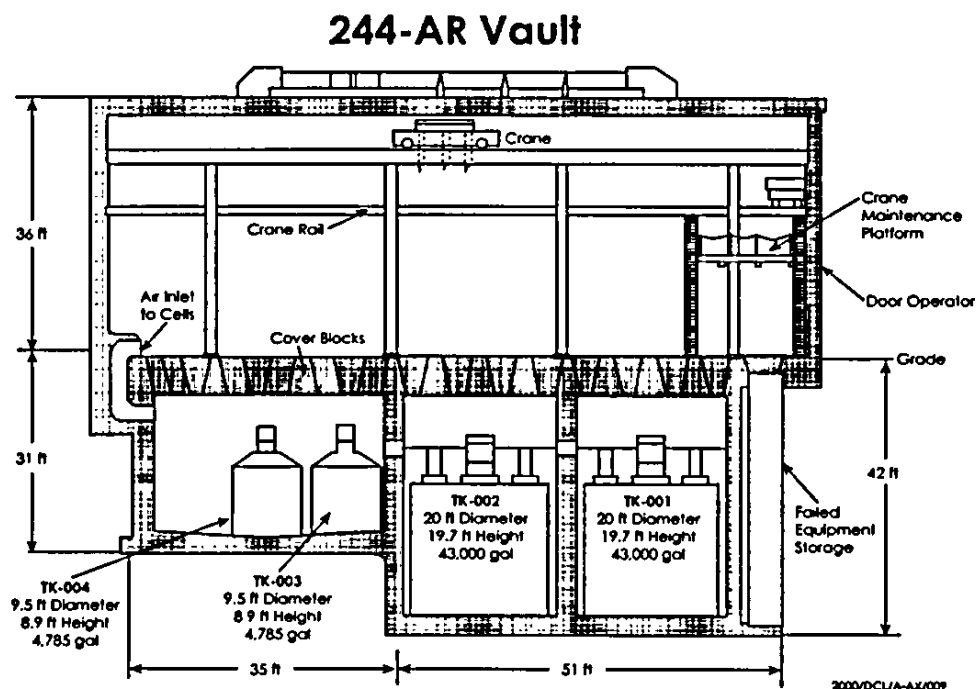 244-AR Vault
Crane
Crane
Maintenance
Platform
36 ft
Crane Rail
Door Operator
Air Inlet
to Cells
Cover Blocks
Grade
31 ft
42 ft
TK-002
20 ft Diameter
19.7 ft Height
43,000 gal
TK-001
20 ft Diameter
19.7 ft Height
43,000 gal
Failed
Equipment
Storage
TK-004
9.5 ft Diameter
8.9 ft Height
4,785 gal
TK-003
9.5 ft Diameter
8.9 ft Height
4,785 gal
35 ft
51 ft
2000/DCL/A-AX/009